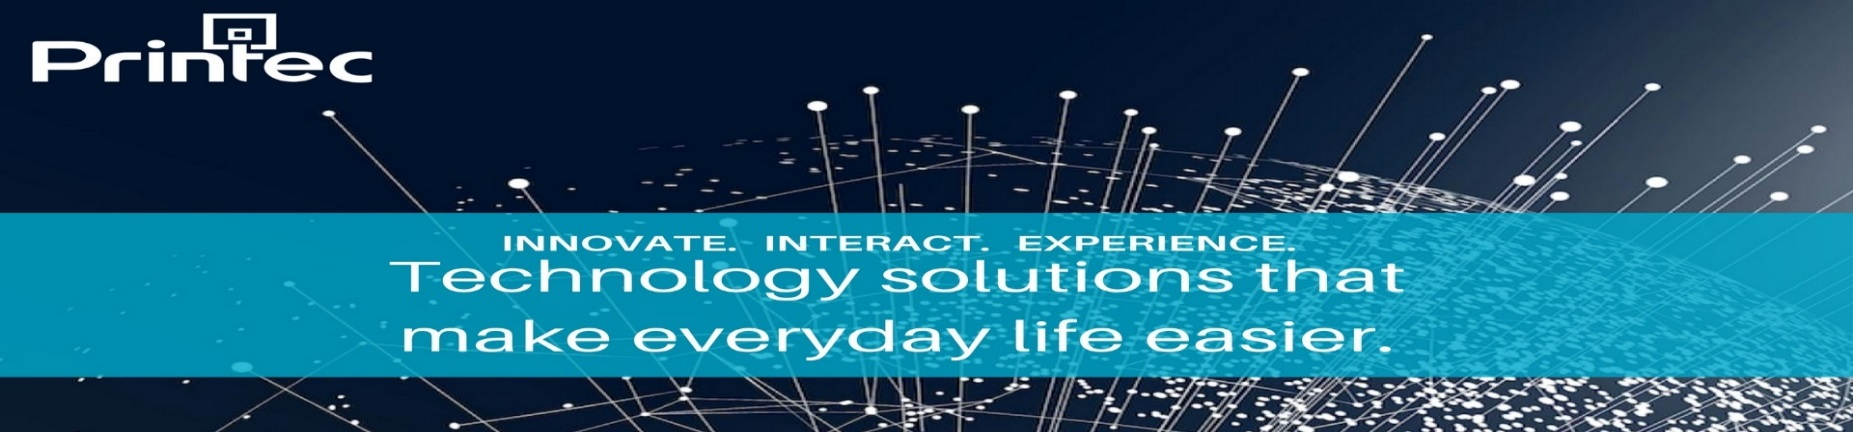 Printec
INNOVATE. INTERACT. EXPERIENCE.
Technology solutions that
make everyday life easier.